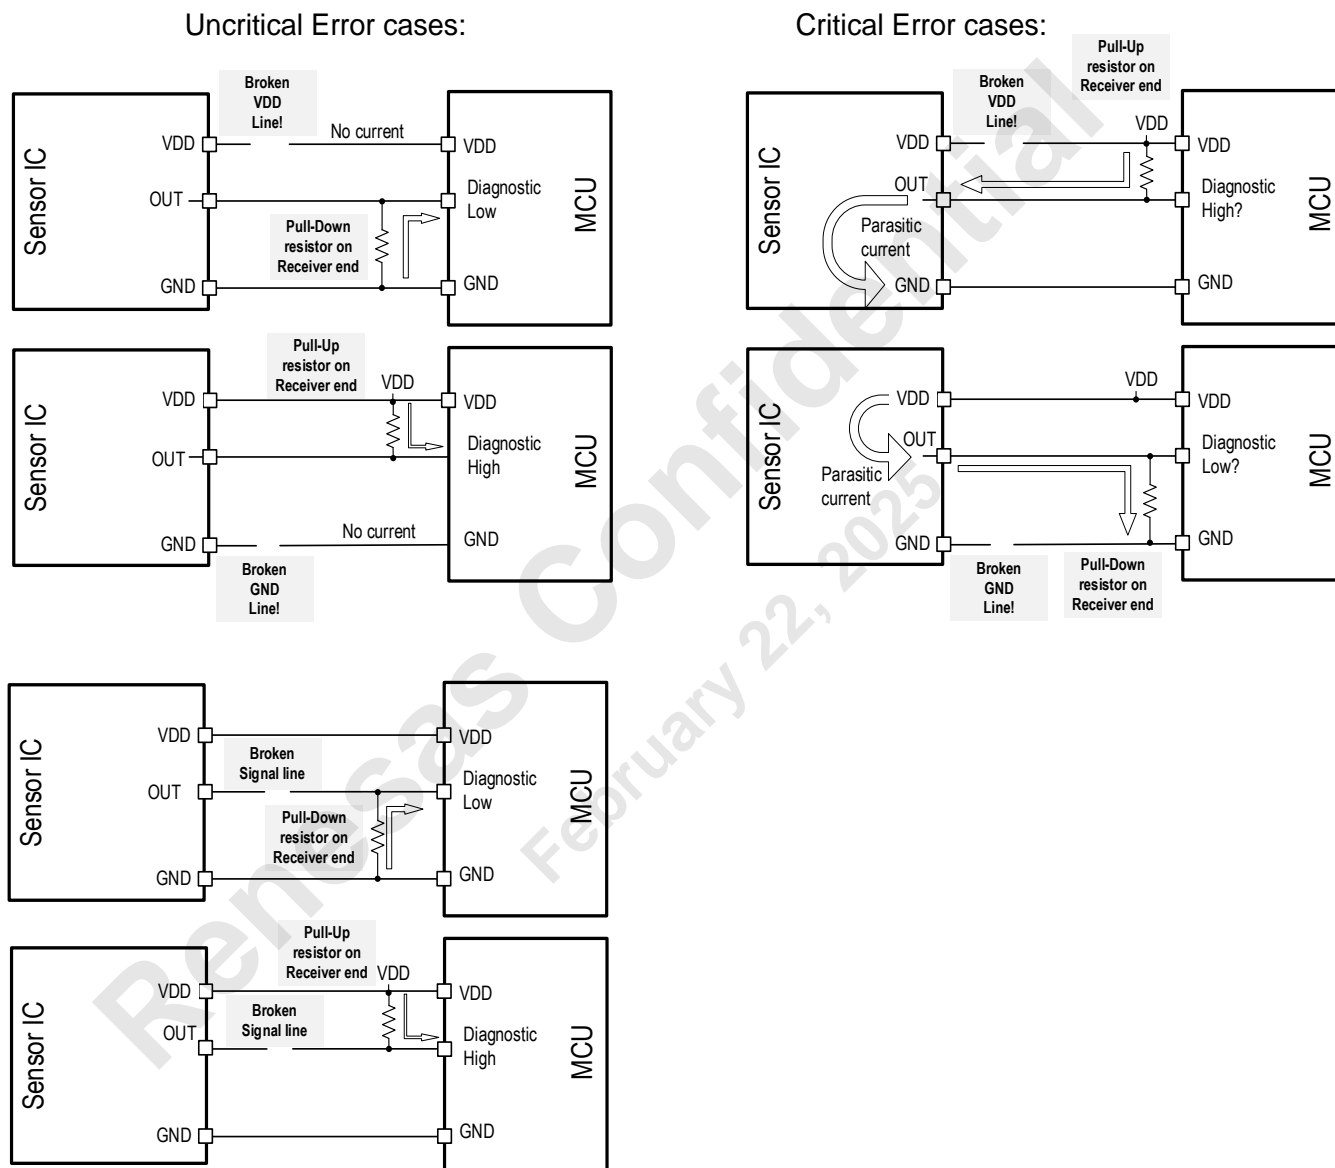 Uncritical Error cases:
Broken
VDD
Line!
No current
Sensor IC
VDD
OUT
GND
Pull-Down
resistor on
Receiver end
VDD
Diagnostic
Low
GND
MCU
Pull-Up
resistor on
Receiver end
VDD
Sensor IC
VDD
OUT
GND
No current
Broken
GND
Line!
VDD
Diagnostic
High
GND
MCU
Sensor IC
VDD
OUT
GND
Broken
Signal line
Pull-Down
resistor on
Receiver end
VDD
Diagnostic
Low
GND
MCU
Pull-Up
resistor on
Receiver end
VDD
Sensor IC
VDD
OUT
GND
Broken
Signal line
VDD
Diagnostic
High
GND
MCU
Critical Error cases:
Pull-Up
resistor on
Receiver end
Broken
VDD
Line!
VDD
Sensor IC
VDD
OUT
Parasitic
current
GND
VDD
Diagnostic
High?
GND
MCU
VDD
Sensor IC
VDD
OUT
Parasitic
current
GND
Broken
GND
Line!
Pull-Down
resistor on
Receiver end
VDD
Diagnostic
Low?
GND
MCU
Renesas Confidential
February 22, 2025